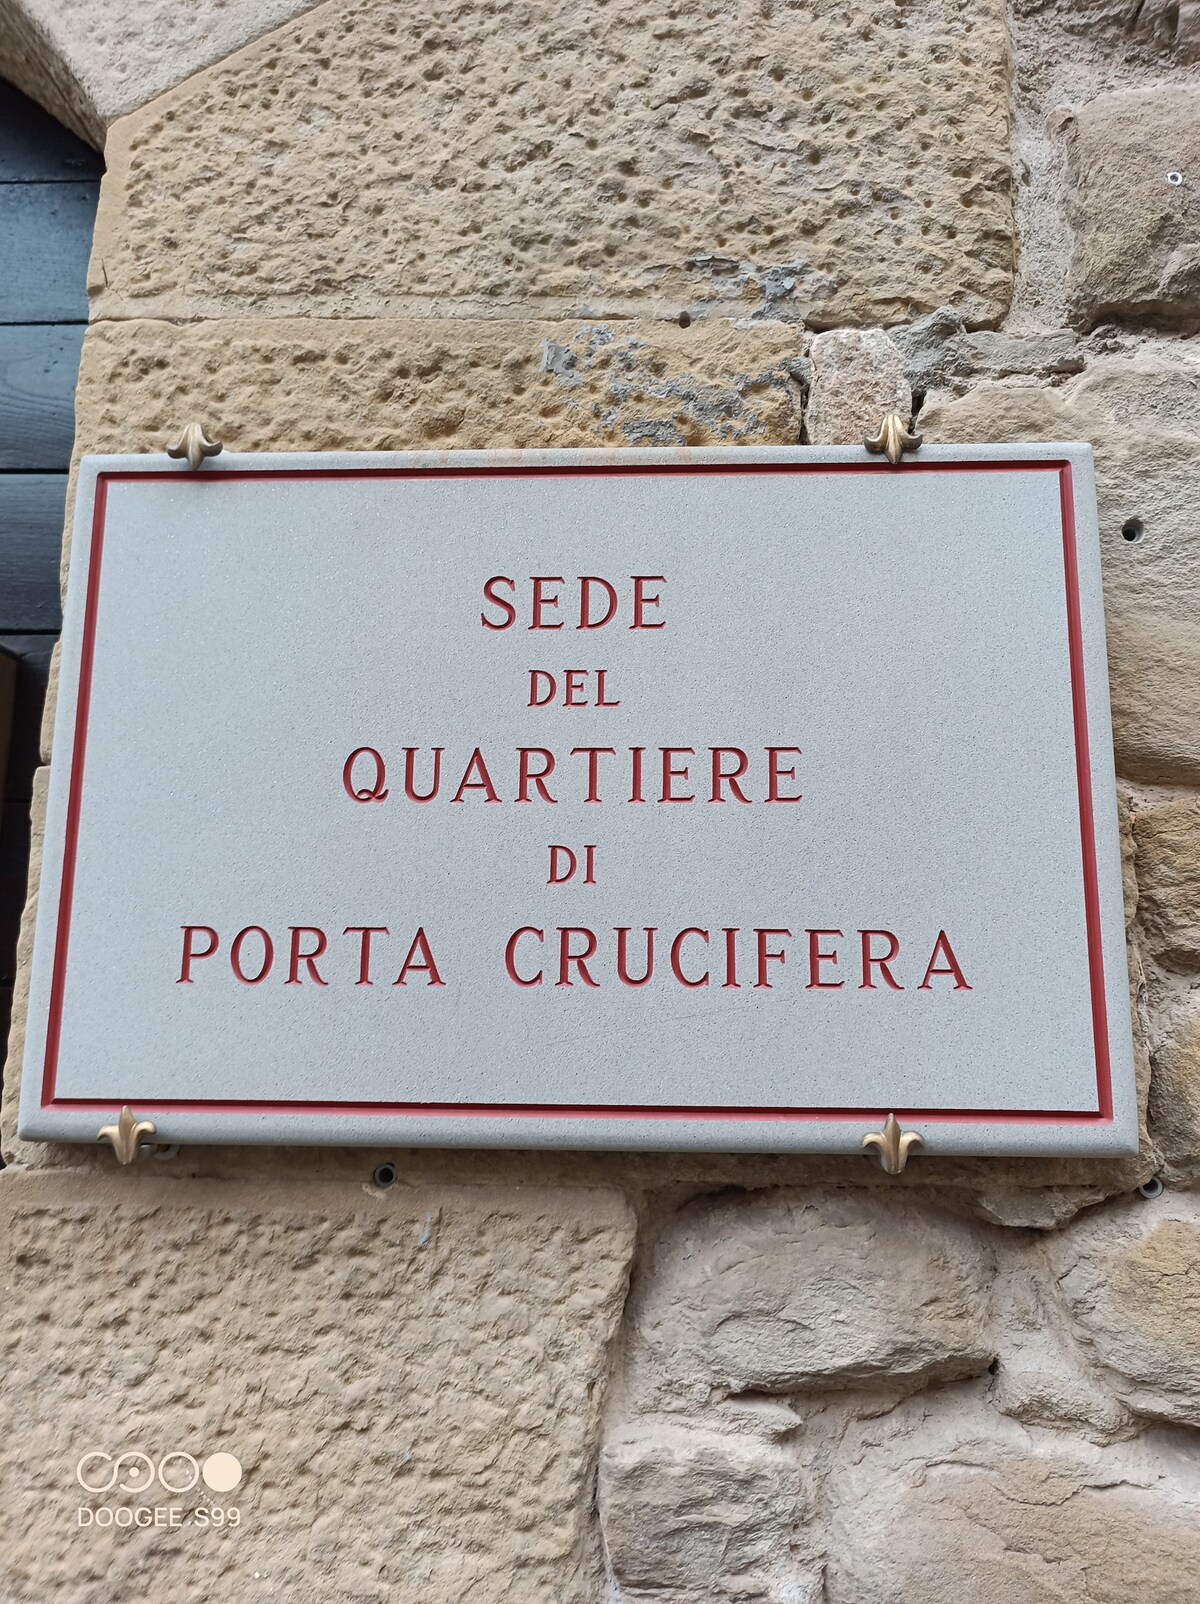 SEDE
DEL
QUARTIERE
DI
PORTA CRUCIFERA
DOOGEE S99